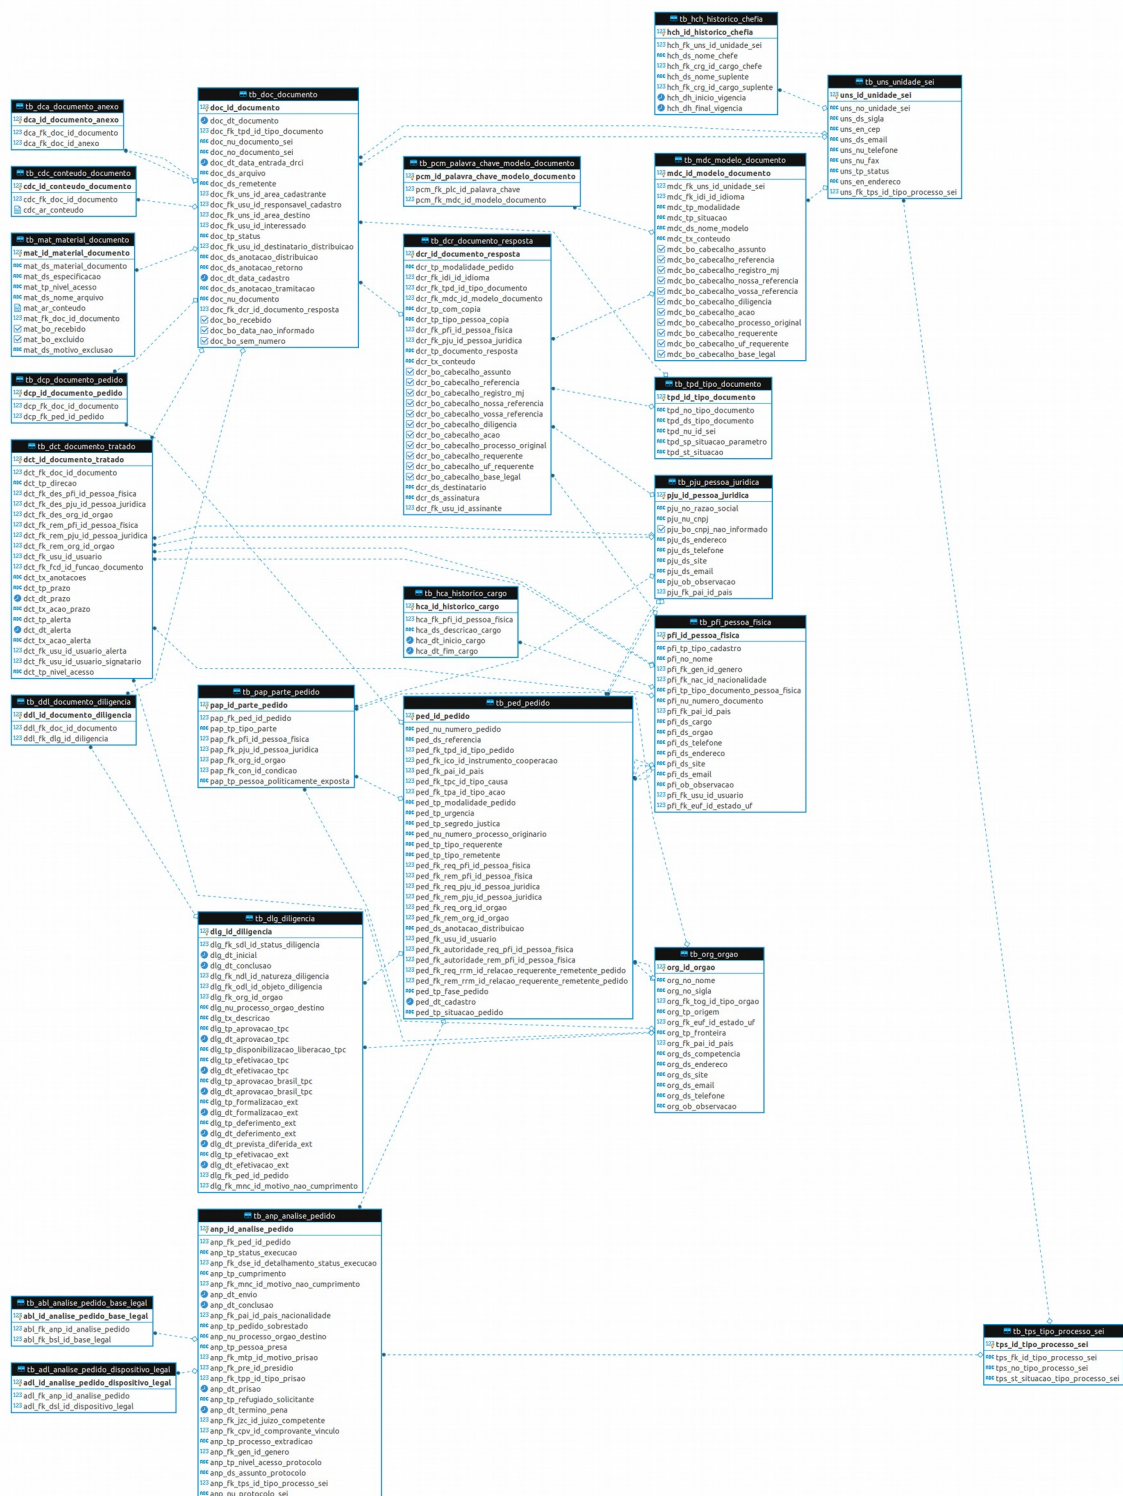 tb_hch_historico_chefia
hch_id_historico_chefia
hch_fk_uns_id_unidade_sei
hch_ds_nome_chefe
hch_fk_crg_id_cargo_chefe
hch_ds_nome_suplente
hch_fk_crg_id_cargo_suplente
hch_dh_inicio_vigencia
hch_dh_final_vigencia
tb_uns_unidade_sei
uns_id_unidade_sei
uns_no_unidade_sei
uns_ds_sigla
uns_en_cep
uns_ds_email
uns_nu_telefone
uns_nu_fax
uns_tp_status
uns_en_endereco
uns_fk_tps_id_tipo_processo_sei
tb_doc_documento
doc_id_documento
doc_dt_documento
doc_fk_tpd_id_tipo_documento
doc_nu_documento_sei
doc_no_documento_sei
doc_dt_data_entrada_drci
doc_ds_arquivo
doc_ds_remetente
doc_fk_uns_id_area_cadastrante
doc_fk_usu_id_responsavel_cadastro
doc_fk_uns_id_area_destino
doc_fk_usu_id_interessado
doc_tp_status
doc_fk_usu_id_destinatario_distribuicao
doc_ds_anotacao_distribuicao
doc_ds_anotacao_retorno
doc_dt_data_cadastro
doc_ds_anotacao_tramitacao
doc_nu_documento
doc_fk_dcr_id_documento_resposta
doc_bo_recebido
doc_bo_data_nao_informado
doc_bo_sem_numero
tb_dca_documento_anexo
dca_id_documento_anexo
dca_fk_doc_id_documento
dca_fk_doc_id_anexo
tb_cdc_conteudo_documento
cdc_id_conteudo_documento
cdc_fk_doc_id_documento
cdc_ar_conteudo
tb_mat_material_documento
mat_id_material_documento
mat_ds_material_documento
mat_ds_especificacao
mat_tp_nivel_acesso
mat_ds_nome_arquivo
mat_ar_conteudo
mat_fk_doc_id_documento
mat_bo_recebido
mat_bo_excluido
mat_ds_motivo_exclusao
tb_dcp_documento_pedido
dcp_id_documento_pedido
dcp_fk_doc_id_documento
dcp_fk_ped_id_pedido
tb_dct_documento_tratado
dct_id_documento_tratado
dct_fk_doc_id_documento
dct_tp_direcao
dct_fk_des_pfi_id_pessoa_fisica
dct_fk_des_pju_id_pessoa_juridica
dct_fk_des_org_id_orgao
dct_fk_rem_pfi_id_pessoa_fisica
dct_fk_rem_pju_id_pessoa_juridica
dct_fk_rem_org_id_orgao
dct_fk_usu_id_usuario
dct_fk_fcd_id_funcao_documento
dct_tx_anotacoes
dct_tp_prazo
dct_dt_prazo
dct_tx_acao_prazo
dct_tp_alerta
dct_dt_alerta
dct_tx_acao_alerta
dct_fk_usu_id_usuario_alerta
dct_fk_usu_id_usuario_signatario
dct_tp_nivel_acesso
tb_ddl_documento_diligencia
ddl_id_documento_diligencia
ddl_fk_doc_id_documento
ddl_fk_dlg_id_diligencia
tb_pcm_palavra_chave_modelo_documento
pcm_id_palavra_chave_modelo_documento
pcm_fk_plc_id_palavra_chave
pcm_fk_mdc_id_modelo_documento
tb_mdc_modelo_documento
mdc_id_modelo_documento
mdc_fk_uns_id_unidade_sei
mdc_fk_idi_id_idioma
mdc_tp_modalidade
mdc_tp_situacao
mdc_ds_nome_modelo
mdc_tx_conteudo
mdc_bo_cabecalho_assunto
mdc_bo_cabecalho_referencia
mdc_bo_cabecalho_registro_mj
mdc_bo_cabecalho_nossa_referencia
mdc_bo_cabecalho_vossa_referencia
mdc_bo_cabecalho_diligencia
mdc_bo_cabecalho_acao
mdc_bo_cabecalho_processo_original
mdc_bo_cabecalho_requerente
mdc_bo_cabecalho_uf_requerente
mdc_bo_cabecalho_base_legal
tb_dcr_documento_resposta
dcr_id_documento_resposta
dcr_tp_modalidade_pedido
dcr_fk_idi_id_idioma
dcr_fk_tpd_id_tipo_documento
dcr_fk_mdc_id_modelo_documento
dcr_tp_com_copia
dcr_tp_tipo_pessoa_copia
dcr_fk_pfi_id_pessoa_fisica
dcr_fk_pju_id_pessoa_juridica
dcr_tp_documento_resposta
dcr_tx_conteudo
dcr_bo_cabecalho_assunto
dcr_bo_cabecalho_referencia
dcr_bo_cabecalho_registro_mj
dcr_bo_cabecalho_nossa_referencia
dcr_bo_cabecalho_vossa_referencia
dcr_bo_cabecalho_diligencia
dcr_bo_cabecalho_acao
dcr_bo_cabecalho_processo_original
dcr_bo_cabecalho_requerente
dcr_bo_cabecalho_uf_requerente
dcr_bo_cabecalho_base_legal
dcr_ds_destinatario
dcr_ds_assinatura
dcr_fk_usu_id_assinante
tb_tpd_tipo_documento
tpd_id_tipo_documento
tpd_no_tipo_documento
tpd_ds_tipo_documento
tpd_nu_id_sei
tpd_sp_situacao_parametro
tpd_st_situacao
tb_pju_pessoa_juridica
pju_id_pessoa_juridica
pju_no_razao_social
pju_nu_cnpj
pju_bo_cnpj_nao_informado
pju_ds_endereco
pju_ds_telefone
pju_ds_site
pju_ds_email
pju_ob_observacao
pju_fk_pai_id_pais
tb_hca_historico_cargo
hca_id_historico_cargo
hca_fk_pfi_id_pessoa_fisica
hca_ds_descricao_cargo
hca_dt_inicio_cargo
hca_dt_fim_cargo
tb_pfi_pessoa_fisica
pfi_id_pessoa_fisica
pfi_tp_tipo_cadastro
pfi_no_nome
pfi_fk_gen_id_genero
pfi_fk_nac_id_nacionalidade
pfi_tp_tipo_documento_pessoa_fisica
pfi_nu_numero_documento
pfi_fk_pai_id_pais
pfi_ds_cargo
pfi_ds_orgao
pfi_ds_telefone
pfi_ds_endereco
pfi_ds_site
pfi_ds_email
pfi_ob_observacao
pfi_fk_usu_id_usuario
pfi_fk_euf_id_estado_uf
tb_pap_parte_pedido
pap_id_parte_pedido
pap_fk_ped_id_pedido
pap_tp_tipo_parte
pap_fk_pfi_id_pessoa_fisica
pap_fk_pju_id_pessoa_juridica
pap_fk_org_id_orgao
pap_fk_con_id_condicao
pap_tp_pessoa_politicamente_exposta
tb_ped_pedido
ped_id_pedido
ped_nu_numero_pedido
ped_ds_referencia
ped_fk_tpd_id_tipo_pedido
ped_fk_ico_id_instrumento_cooperacao
ped_fk_pai_id_pais
ped_fk_tpc_id_tipo_causa
ped_fk_tpa_id_tipo_acao
ped_tp_modalidade_pedido
ped_tp_urgencia
ped_tp_segredo_justica
ped_nu_numero_processo_originario
ped_tp_tipo_requerente
ped_tp_tipo_remetente
ped_fk_req_pfi_id_pessoa_fisica
ped_fk_rem_pfi_id_pessoa_fisica
ped_fk_req_pju_id_pessoa_juridica
ped_fk_rem_pju_id_pessoa_juridica
ped_fk_req_org_id_orgao
ped_fk_rem_org_id_orgao
ped_ds_anotacao_distribuicao
ped_fk_usu_id_usuario
ped_fk_autoridade_req_pfi_id_pessoa_fisica
ped_fk_autoridade_rem_pfi_id_pessoa_fisica
ped_fk_req_rrm_id_relacao_requerente_remetente_pedido
ped_fk_rem_rrm_id_relacao_requerente_remetente_pedido
ped_tp_fase_pedido
ped_dt_cadastro
ped_tp_situacao_pedido
tb_dlg_diligencia
dlg_id_diligencia
dlg_fk_sdl_id_status_diligencia
dlg_dt_inicial
dlg_dt_conclusao
dlg_fk_ndl_id_natureza_diligencia
dlg_fk_odl_id_objeto_diligencia
dlg_fk_org_id_orgao
dlg_nu_processo_orgao_destino
dlg_tx_descricao
dlg_tp_aprovacao_tpc
dlg_dt_aprovacao_tpc
dlg_tp_disponibilizacao_liberacao_tpc
dlg_tp_efetivacao_tpc
dlg_dt_efetivacao_tpc
dlg_tp_aprovacao_brasil_tpc
dlg_dt_aprovacao_brasil_tpc
dlg_tp_formalizacao_ext
dlg_dt_formalizacao_ext
dlg_tp_deferimento_ext
dlg_dt_deferimento_ext
dlg_dt_prevista_diferida_ext
dlg_tp_efetivacao_ext
dlg_dt_efetivacao_ext
dlg_fk_ped_id_pedido
dlg_fk_mnc_id_motivo_nao_cumprimento
tb_org_orgao
org_id_orgao
org_no_nome
org_no_sigla
org_fk_tog_id_tipo_orgao
org_tp_origem
org_fk_euf_id_estado_uf
org_tp_fronteira
org_fk_pai_id_pais
org_ds_competencia
org_ds_endereco
org_ds_site
org_ds_email
org_ds_telefone
org_ob_observacao
tb_anp_analise_pedido
anp_id_analise_pedido
anp_fk_ped_id_pedido
anp_tp_status_execucao
anp_fk_dse_id_detalhamento_status_execucao
anp_tp_cumprimento
anp_fk_mnc_id_motivo_nao_cumprimento
anp_dt_envio
anp_dt_conclusao
anp_fk_pai_id_pais_nacionalidade
anp_tp_pedido_sobrestado
anp_nu_processo_orgao_destino
anp_tp_pessoa_presa
anp_fk_mtp_id_motivo_prisao
anp_fk_pre_id_presidio
anp_fk_tpp_id_tipo_prisao
anp_dt_prisao
anp_tp_refugiado_solicitante
anp_dt_termino_pena
anp_fk_jzc_id_juizo_competente
anp_fk_cpv_id_comprovante_vinculo
anp_tp_processo_extradicao
anp_fk_gen_id_genero
anp_tp_nivel_acesso_protocolo
anp_ds_assunto_protocolo
anp_fk_tps_id_tipo_processo_sei
anp_nu_protocolo_sei
tb_abl_analise_pedido_base_legal
abl_id_analise_pedido_base_legal
abl_fk_anp_id_analise_pedido
abl_fk_bsl_id_base_legal
tb_adl_analise_pedido_dispositivo_legal
adl_id_analise_pedido_dispositivo_legal
adl_fk_anp_id_analise_pedido
adl_fk_dsl_id_dispositivo_legal
tb_tps_tipo_processo_sei
tps_id_tipo_processo_sei
tps_fk_id_tipo_processo_sei
tps_no_tipo_processo_sei
tps_st_situacao_tipo_processo_sei